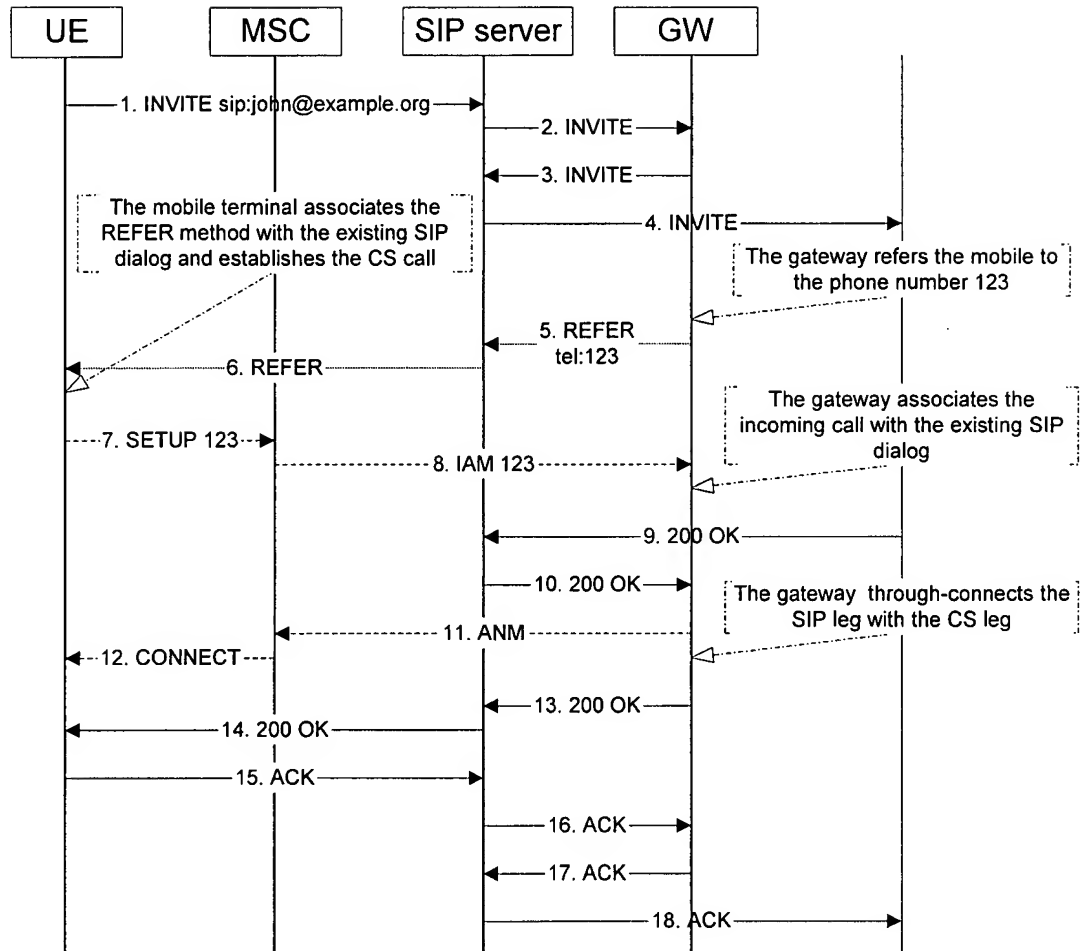 UE
MSC
SIP server
GW
1. INVITE sip:john@example.org
2. INVITE
3. INVITE
The mobile terminal associates the
REFER method with the existing SIP
dialog and establishes the CS call
4. INVITE
The gateway refers the mobile to
the phone number 123
5. REFER
tel:123
6. REFER
The gateway associates the
incoming call with the existing SIP
dialog
7. SETUP 123
8. IAM 123
9. 200 OK
10. 200 OK
The gateway through-connects the
SIP leg with the CS leg
11. ANM
12. CONNECT
13. 200 OK
14. 200 OK
15. ACK
16. ACK
17. ACK
18. ACK